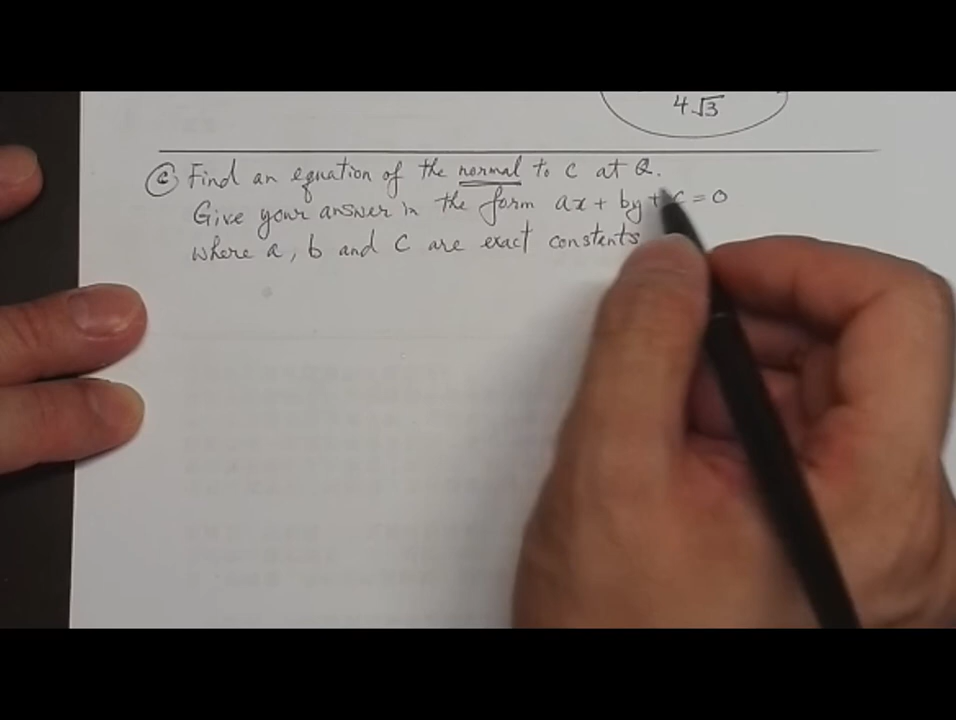 4√3
(c) Find an equation of the normal to C at Q.
Give your answer in the form ax + by + c = 0
where a, b and c are exact constants